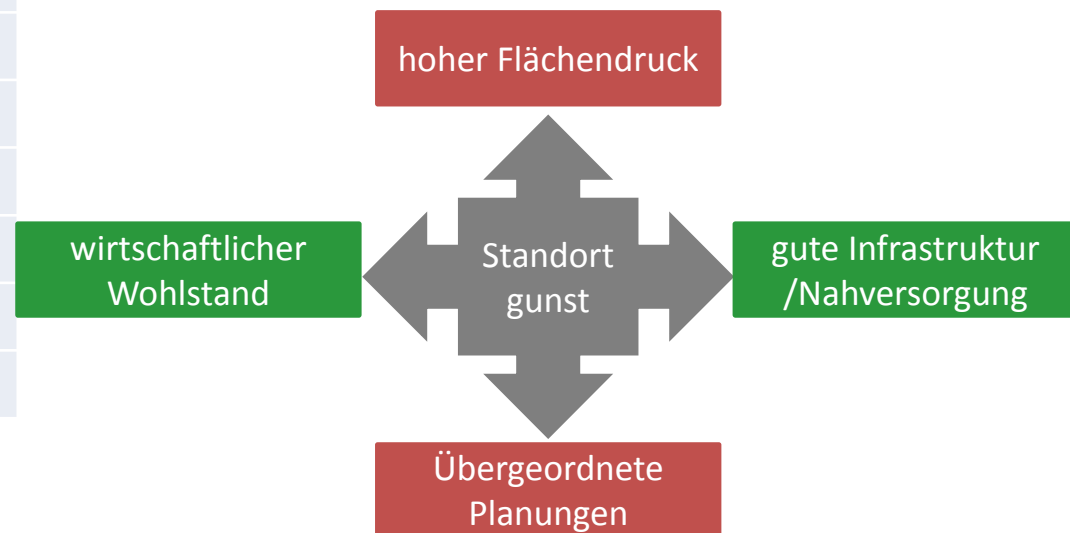 hoher Flächendruck
wirtschaftlicher
Wohlstand
Standort
gunst
gute Infrastruktur
/Nahversorgung
Übergeordnete
Planungen